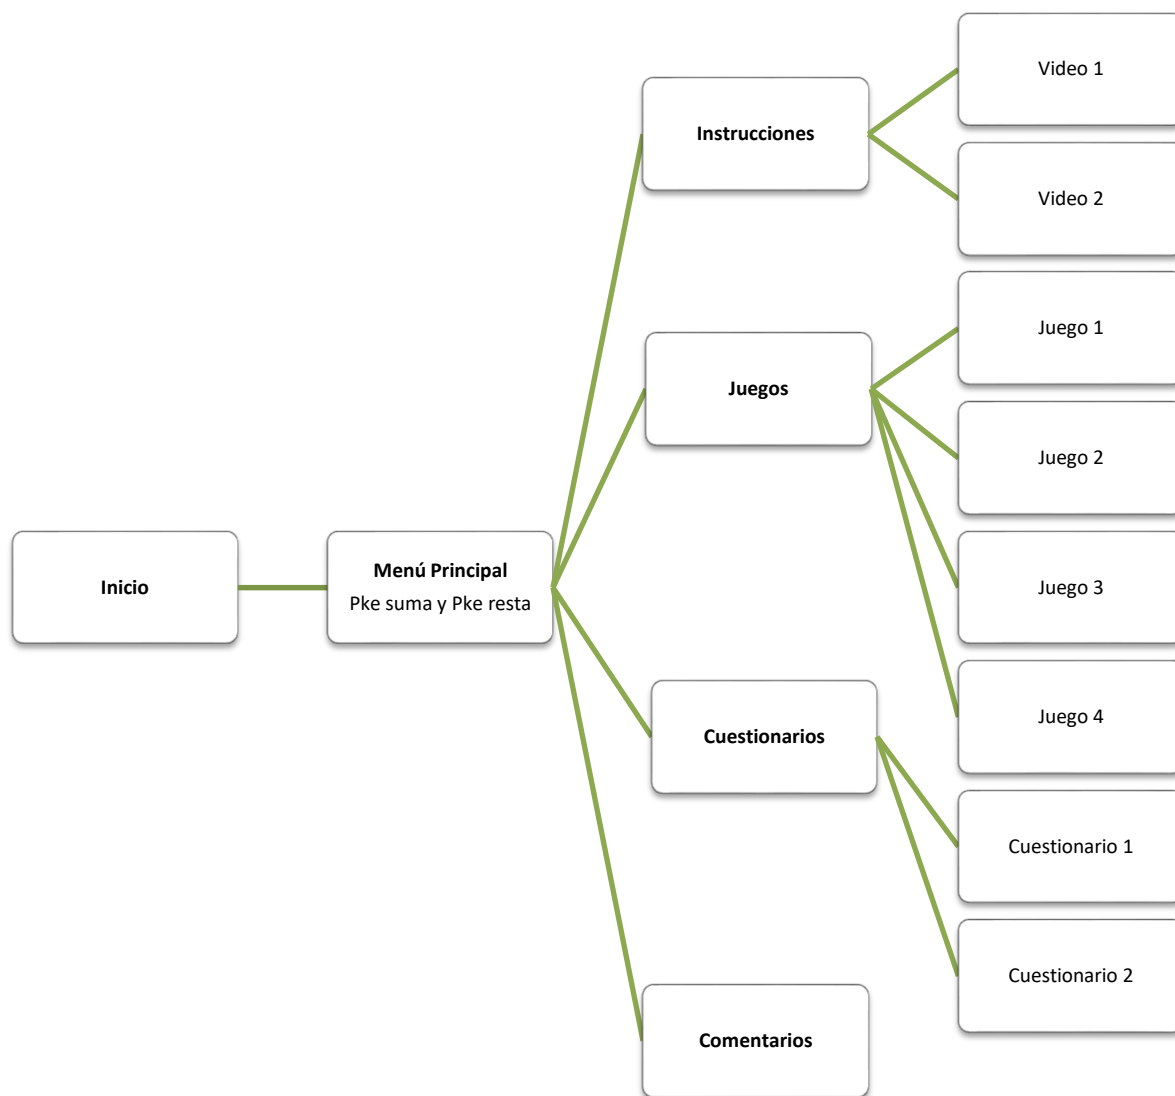 Inicio
Menú Principal
Pke suma y Pke resta
Instrucciones
Video 1
Video 2
Juegos
Juego 1
Juego 2
Juego 3
Juego 4
Cuestionarios
Cuestionario 1
Cuestionario 2
Comentarios